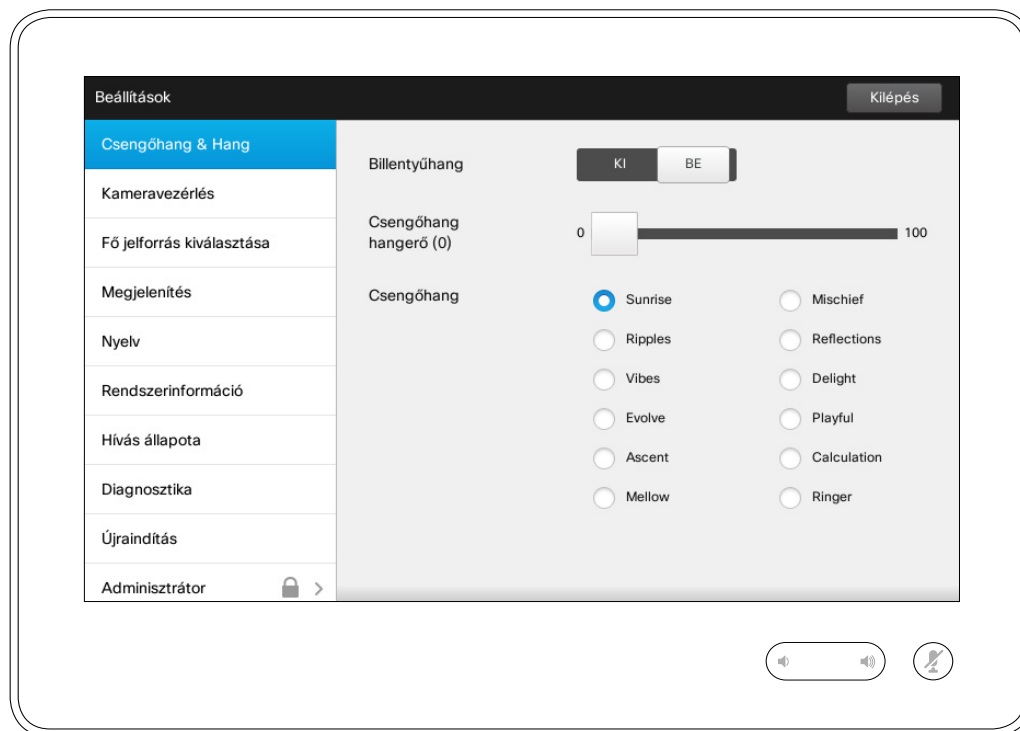 Beállítások
Kilépés
Csengőhang & Hang
Kameravezérlés
Fő jelforrás kiválasztása
Megjelenítés
Nyelv
Rendszerinformáció
Hívás állapota
Diagnosztika
Újraindítás
Adminisztrátor
Billentyűhang
KI BE
Csengőhang
hangerő (0)
0 100
Csengőhang
Sunrise Mischief
Ripples Reflections
Vibes Delight
Evolve Playful
Ascent Calculation
Mellow Ringer